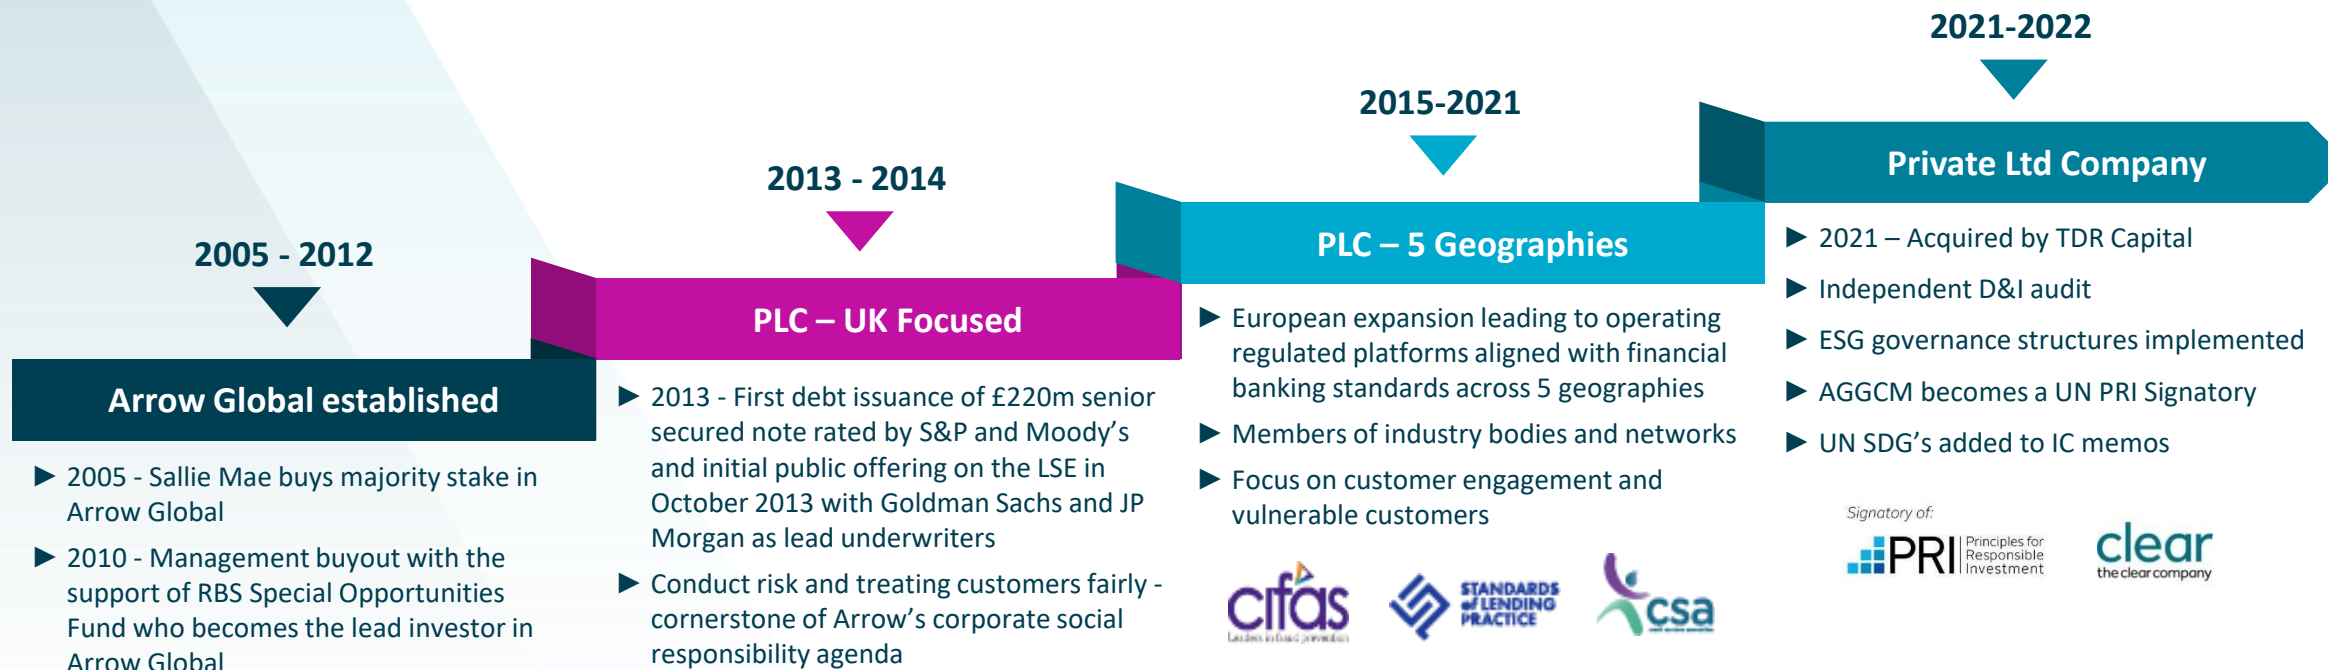 2005 - 2012
Arrow Global established
► 2005 - Sallie Mae buys majority stake in
Arrow Global
► 2010 - Management buyout with the
support of RBS Special Opportunities
Fund who becomes the lead investor in
Arrow Global
2013 - 2014
PLC – UK Focused
► 2013 - First debt issuance of £220m senior
secured note rated by S&P and Moody's
and initial public offering on the LSE in
October 2013 with Goldman Sachs and JP
Morgan as lead underwriters
► Conduct risk and treating customers fairly -
cornerstone of Arrow's corporate social
responsibility agenda
2015-2021
PLC – 5 Geographies
► European expansion leading to operating
regulated platforms aligned with financial
banking standards across 5 geographies
► Members of industry bodies and networks
► Focus on customer engagement and
vulnerable customers
cifas
Leaders in fraud prevention
STANDARDS
of LENDING
PRACTICE
csa
2021-2022
Private Ltd Company
► 2021 – Acquired by TDR Capital
► Independent D&I audit
► ESG governance structures implemented
► AGGCM becomes a UN PRI Signatory
► UN SDG's added to IC memos
Signatory of:
PRI
Principles for
Responsible
Investment
clear
the clear company